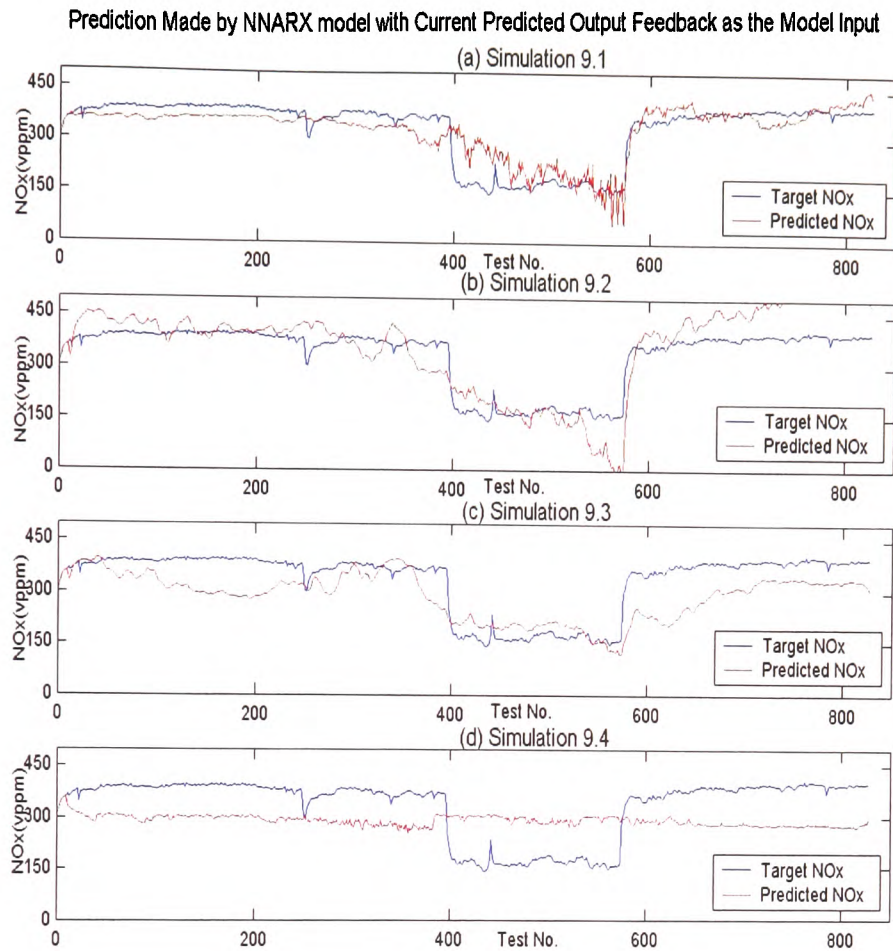 Prediction Made by NNARX model with Current Predicted Output Feedback as the Model Input
(a) Simulation 9.1
NOx(vppm)
450
300
150
0
Target NOx
Predicted NOx
0 200 400 600 800
Test No.
(b) Simulation 9.2
NOx(vppm)
450
300
150
0
Target NOx
Predicted NOx
0 200 400 600 800
Test No.
(c) Simulation 9.3
NOx(vppm)
450
300
150
0
Target NOx
Predicted NOx
0 200 400 600 800
Test No.
(d) Simulation 9.4
NOx(vppm)
450
300
2150
0
Target NOx
Predicted NOx
0 200 400 600 800
Test No.